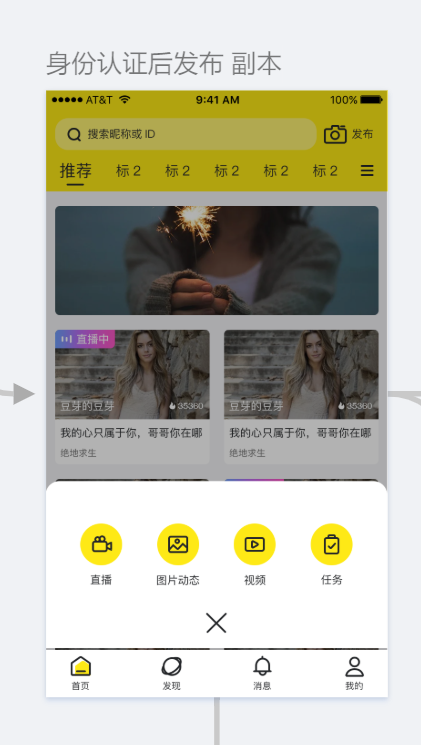 身份认证后发布 副本
AT&T 9:41 AM 100%
搜索昵称或 ID 发布
推荐 标 2 标 2 标 2 标 2 标 2
直播中
豆芽的豆芽 35360 豆芽的豆芽 35360
我的心只属于你，哥哥你在哪 我的心只属于你，哥哥你在哪
绝地求生 绝地求生
直播 图片动态 视频 任务
首页 发现 消息 我的